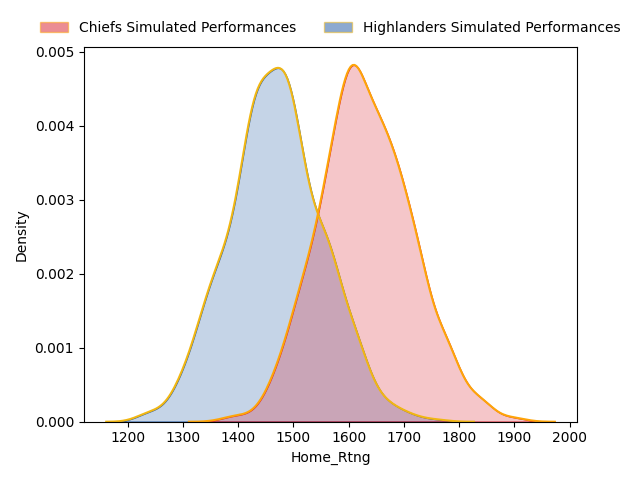 Chiefs Simulated Performances Highlanders Simulated Performances
0.005
0.004
0.003
0.002
0.001
0.000
Density
1200 1300 1400 1500 1600 1700 1800 1900 2000
Home_Rtng